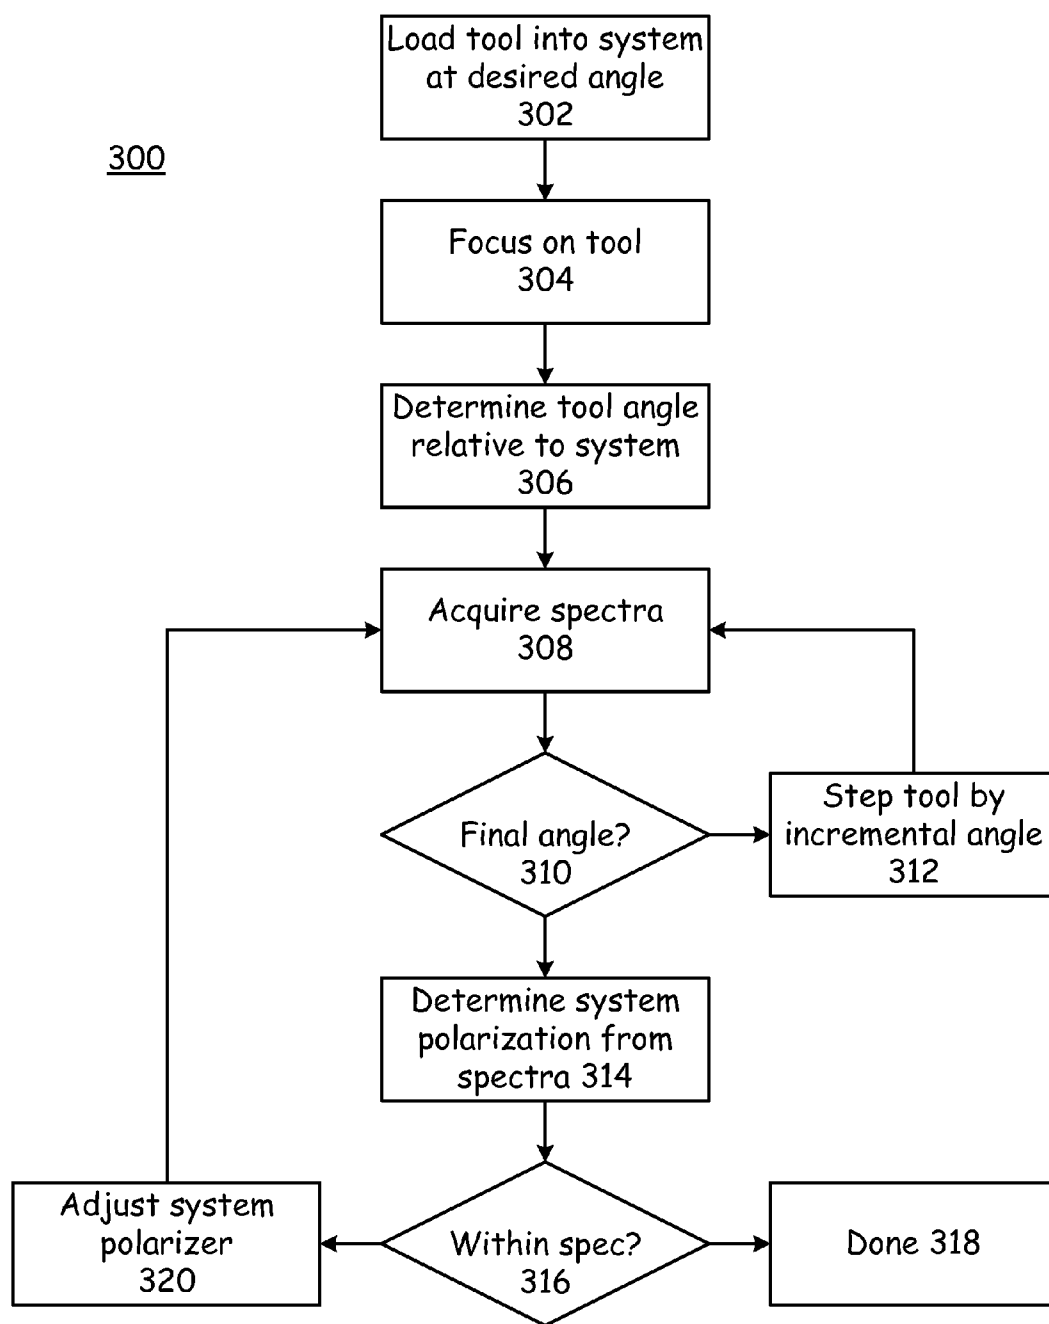 Load tool into system
at desired angle
302
300
Focus on tool
304
Determine tool angle
relative to system
306
Acquire spectra
308
Final angle?
310
Step tool by
incremental angle
312
Determine system
polarization from
spectra 314
Adjust system
polarizer
320
Within spec?
316
Done 318